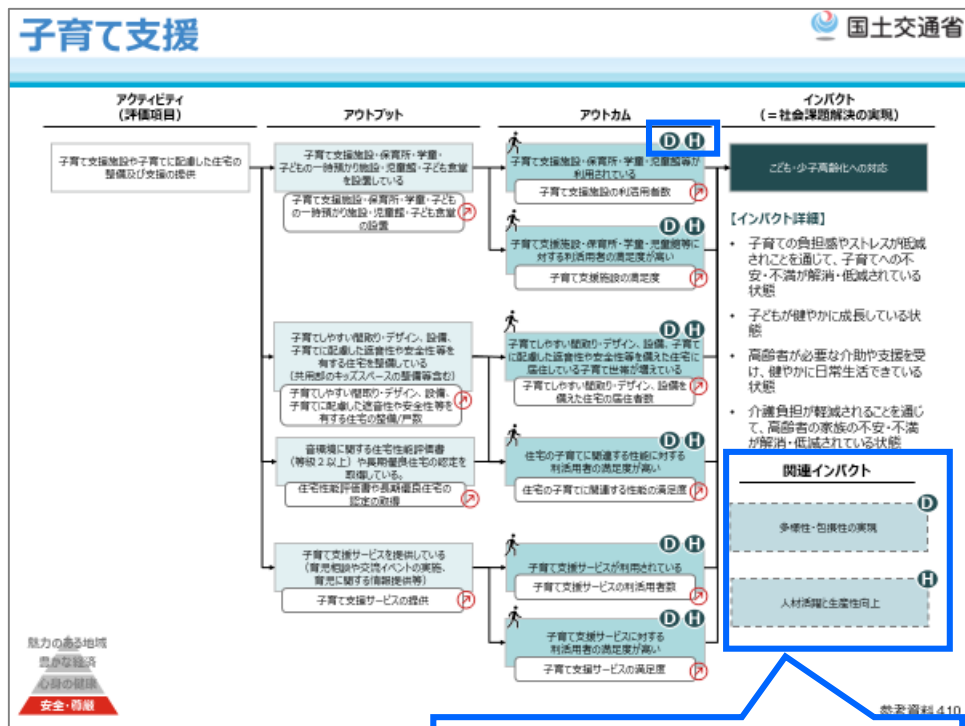 子育て支援
国土交通省
アクティビティ
(評価項目)
アウトプット
アウトカム
インパクト
(=社会課題解決の実現)
子育て支援施設や子育てに配慮した住宅の
整備及び支援の提供
子育て支援施設・保育所・学童・
子どもの一時預かり施設・児童館・子ども食堂
を設置している
子育て支援施設・保育所・学童・子ども
の一時預かり施設・児童館・子ども食堂
の設置
子育てしやすい間取り・デザイン、設備、
子育てに配慮した遮音性や安全性等を
有する住宅を整備している
(共用部のキッズスペースの整備等含む)
子育てしやすい間取り・デザイン、設備、
子育てに配慮した遮音性や安全性等を
有する住宅の整備/戸数
音環境に関する住宅性能評価書
(等級2以上)や長期優良住宅の認定を
取得している。
住宅性能評価書や長期優良住宅の
認定の取得
子育て支援サービスを提供している
(育児相談や交流イベントの実施、
育児に関する情報提供等)
子育て支援サービスの提供
D H
子育て支援施設・保育所・学童・児童館等が
利用されている
子育て支援施設の利活用者数
D H
子育て支援施設・保育所・学童・児童館等に
対する利活用者の満足度が高い
子育て支援施設の満足度
D H
子育てしやすい間取り・デザイン、設備、子育て
に配慮した遮音性や安全性等を備えた住宅に
居住している子育て世帯が増えている
子育てしやすい間取り・デザイン、設備を
備えた住宅の居住者数
D H
住宅の子育てに関連する性能に対する
利活用者の満足度が高い
住宅の子育てに関連する性能の満足度
D H
子育て支援サービスが利用されている
子育て支援サービスの利活用者数
D H
子育て支援サービスに対する
利活用者の満足度が高い
子育て支援サービスの満足度
こども・少子高齢化への対応
【インパクト詳細】
・ 子育ての負担感やストレスが低減
されことを通じて、子育てへの不
安・不満が解消・低減されている
状態
・ 子どもが健やかに成長している状
態
・ 高齢者が必要な介助や支援を受
け、健やかに日常生活できている
状態
・ 介護負担が軽減されることを通じ
て、高齢者の家族の不安・不満
が解消・低減されている状態
関連インパクト
D
多様性・包摂性の実現
H
人材活躍と生産性向上
魅力のある地域
豊かな経済
心身の健康
安全・尊厳
参考資料 410